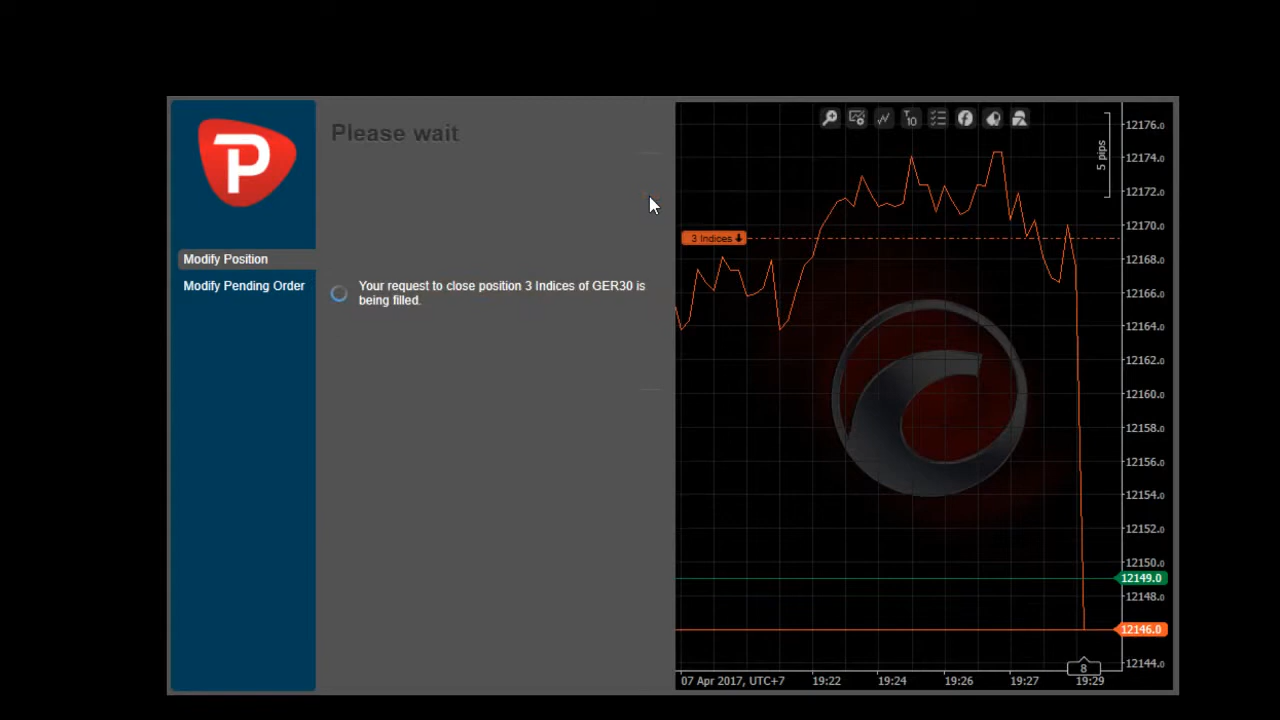 P
Please wait
Modify Position
Modify Pending Order
Your request to close position 3 Indices of GER30 is
being filled.
T
10
f
5 pips
3 Indices
12176.0
12174.0
12172.0
12170.0
12168.0
12166.0
12164.0
12162.0
12160.0
12158.0
12156.0
12154.0
12152.0
12150.0
12149.0
12148.0
12146.0
12144.0
8
07 Apr 2017, UTC+7 19:22 19:24 19:26 19:27 19:29